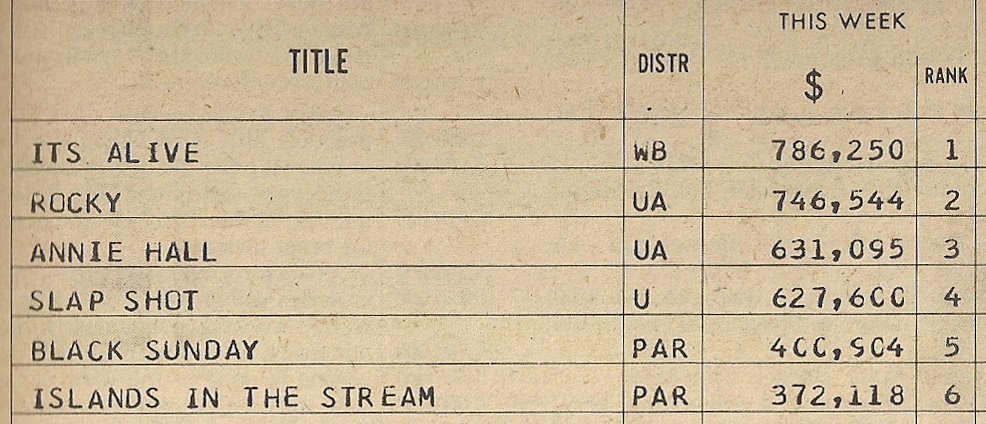 THIS WEEK
TITLE DISTR $ RANK
ITS ALIVE WB 786,250 1
ROCKY UA 746,544 2
ANNIE HALL UA 631,095 3
SLAP SHOT U 627,600 4
BLACK SUNDAY PAR 400,904 5
ISLANDS IN THE STREAM PAR 372,118 6